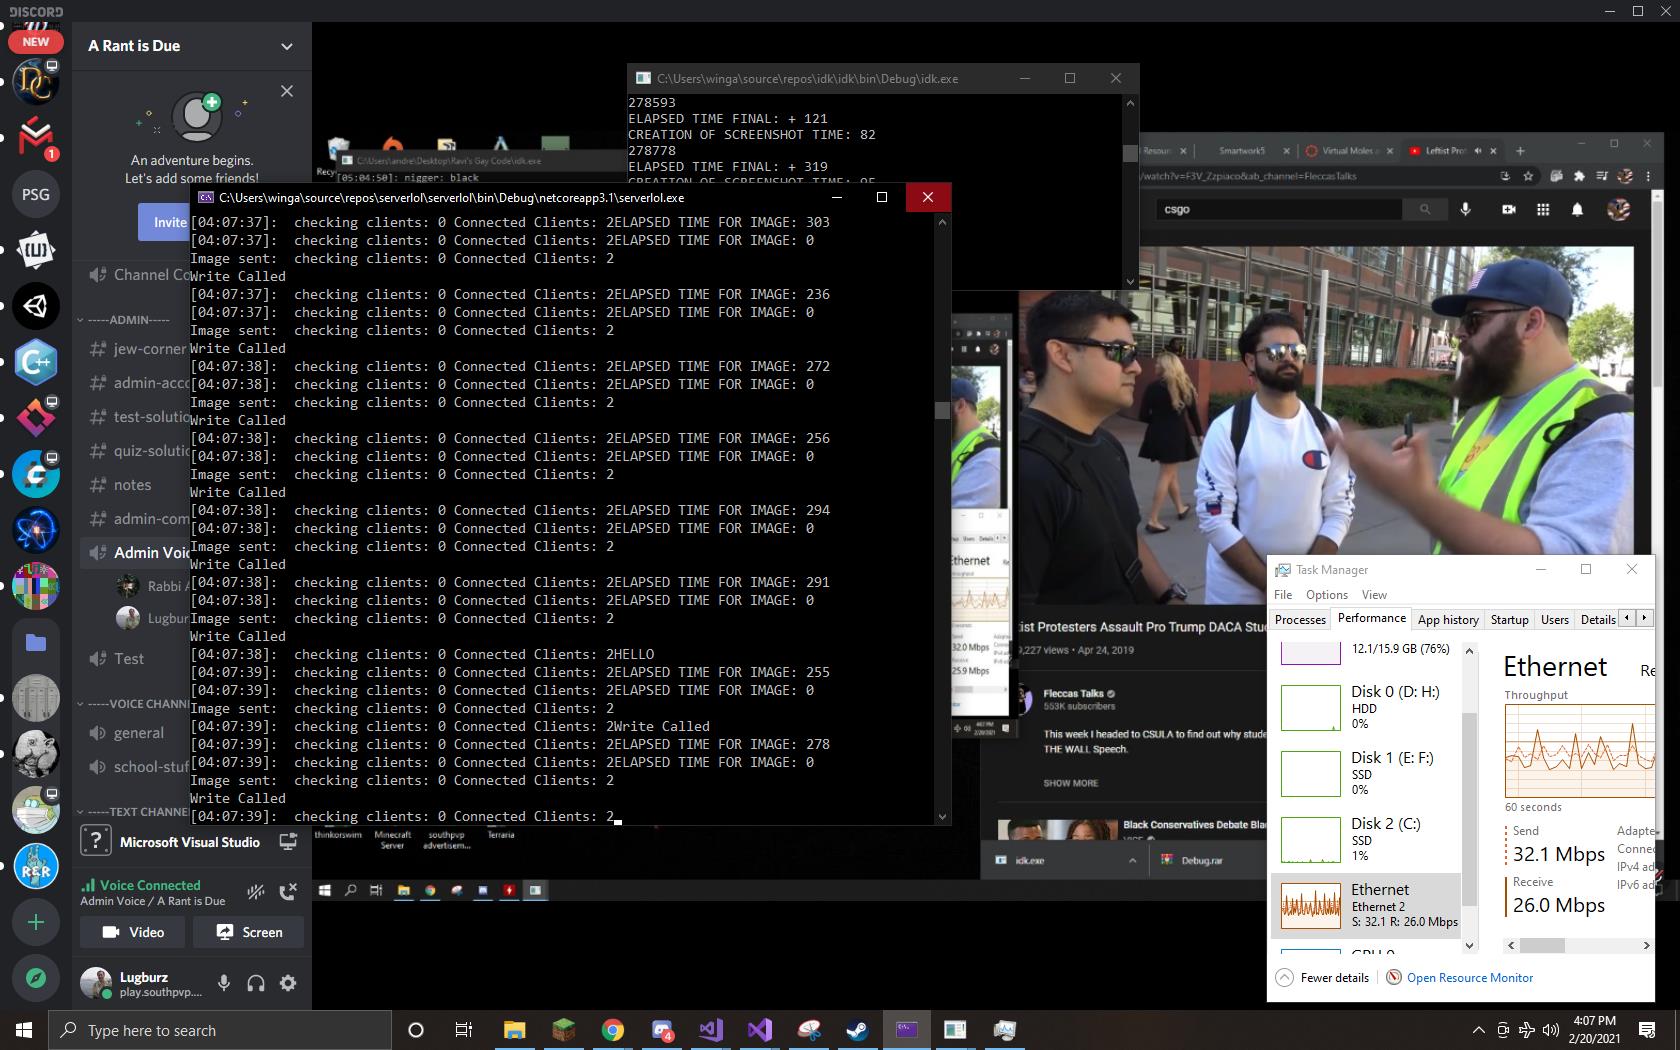 DISCORD
NEW
A Rant is Due
An adventure begins.
Let's add some friends!
Invite
1
PSG
Channel
-----ADMIN-----
jew-corner
admin-acco
test-solutio
quiz-solutio
notes
admin-com
Admin Voi
Rabbi
Lugbur
Test
-----VOICE CHANN
general
school-stuf
-----TEXT CHANNE
Microsoft Visual Studio
Voice Connected
Admin Voice / A Rant is Due
Video
Screen
R&R
Lugburz
play.southpvp....
C:\Users\winga\source\repos\idk\idk\bin\Debug\idk.exe
278593
ELAPSED TIME FINAL: + 121
CREATION OF SCREENSHOT TIME: 82
278778
ELAPSED TIME FINAL: + 319
CREATION OF SCREENSHOT TIME: 95
C:\Users\andre\Desktop\Ravi's Gay Code\idk.exe
[05:04:50]: nigger: black
Recy
C:\Users\winga\source\repos\serverlol\serverlol\bin\Debug\netcoreapp3.1\serverlol.exe
[04:07:37]:  checking clients: 0 Connected Clients: 2ELAPSED TIME FOR IMAGE: 303
[04:07:37]:  checking clients: 0 Connected Clients: 2ELAPSED TIME FOR IMAGE: 0
Image sent:  checking clients: 0 Connected Clients: 2
Write Called
[04:07:37]:  checking clients: 0 Connected Clients: 2ELAPSED TIME FOR IMAGE: 236
[04:07:37]:  checking clients: 0 Connected Clients: 2ELAPSED TIME FOR IMAGE: 0
Image sent:  checking clients: 0 Connected Clients: 2
Write Called
[04:07:38]:  checking clients: 0 Connected Clients: 2ELAPSED TIME FOR IMAGE: 272
[04:07:38]:  checking clients: 0 Connected Clients: 2ELAPSED TIME FOR IMAGE: 0
Image sent:  checking clients: 0 Connected Clients: 2
Write Called
[04:07:38]:  checking clients: 0 Connected Clients: 2ELAPSED TIME FOR IMAGE: 256
[04:07:38]:  checking clients: 0 Connected Clients: 2ELAPSED TIME FOR IMAGE: 0
Image sent:  checking clients: 0 Connected Clients: 2
Write Called
[04:07:38]:  checking clients: 0 Connected Clients: 2ELAPSED TIME FOR IMAGE: 294
[04:07:38]:  checking clients: 0 Connected Clients: 2ELAPSED TIME FOR IMAGE: 0
Image sent:  checking clients: 0 Connected Clients: 2
Write Called
[04:07:38]:  checking clients: 0 Connected Clients: 2ELAPSED TIME FOR IMAGE: 291
[04:07:38]:  checking clients: 0 Connected Clients: 2ELAPSED TIME FOR IMAGE: 0
Image sent:  checking clients: 0 Connected Clients: 2
Write Called
[04:07:38]:  checking clients: 0 Connected Clients: 2HELLO
[04:07:39]:  checking clients: 0 Connected Clients: 2ELAPSED TIME FOR IMAGE: 255
[04:07:39]:  checking clients: 0 Connected Clients: 2ELAPSED TIME FOR IMAGE: 0
Image sent:  checking clients: 0 Connected Clients: 2
[04:07:39]:  checking clients: 0 Connected Clients: 2Write Called
[04:07:39]:  checking clients: 0 Connected Clients: 2ELAPSED TIME FOR IMAGE: 278
[04:07:39]:  checking clients: 0 Connected Clients: 2ELAPSED TIME FOR IMAGE: 0
Image sent:  checking clients: 0 Connected Clients: 2
Write Called
[04:07:39]:  checking clients: 0 Connected Clients: 2
Resour
Smartwork5
Virtual Moles
Leftist Pro
/watch?v=F3V_Zzpiaco&ab_channel=FleccasTalks
csgo
ist Protesters Assault Pro Trump DACA Stu
,227 views • Apr 24, 2019
Fleccas Talks
553K subscribers
This week I headed to CSULA to find out why stude
THE WALL Speech.
SHOW MORE
Black Conservatives Debate Bla
idk.exe
Debug.rar
thinkorswim
Minecraft Server
southpvp advertisem...
Terraria
Task Manager
File Options View
Processes Performance App history Startup Users Details
12.1/15.9 GB (76%)
Disk 0 (D: H:)
HDD
0%
Disk 1 (E: F:)
SSD
0%
Disk 2 (C:)
SSD
1%
Ethernet
Ethernet 2
S: 32.1 R: 26.0 Mbps
Ethernet
Re
Throughput
60 seconds
Send
32.1 Mbps
Receive
26.0 Mbps
Adapte
Connec
IPv4 ad
IPv6 ad
Fewer details
Open Resource Monitor
Type here to search
4
4:07 PM
2/20/2021